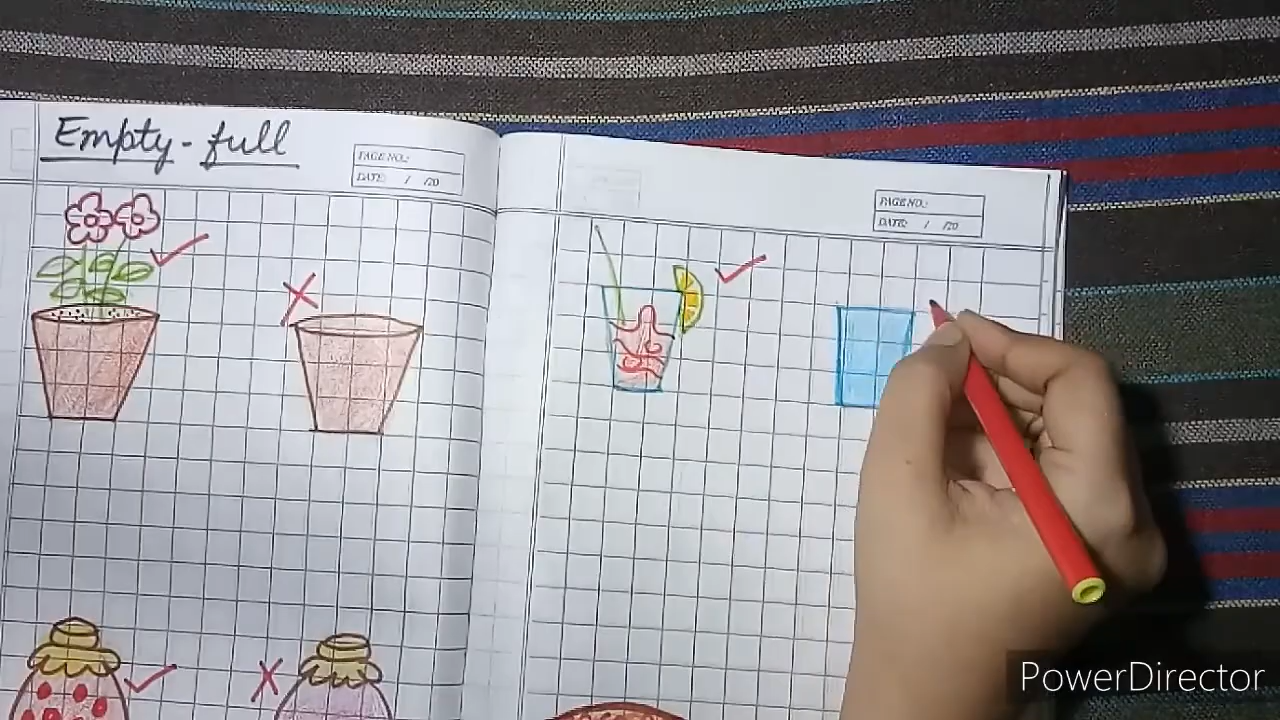 Empty - full
PAGE NO.:
DATE: / /20
PAGE NO.:
DATE: / /20
PowerDirector